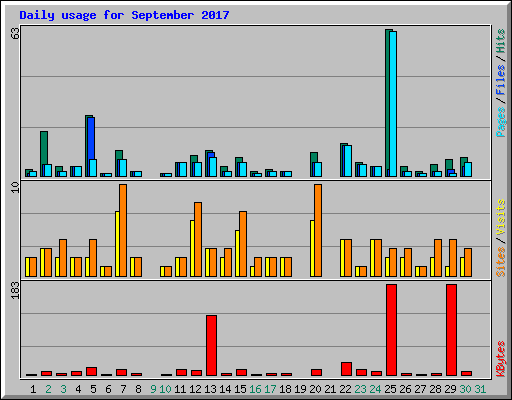 Daily usage for September 2017
63
Pages / Files / Hits
10
Sites / Visits
183
KBytes
1 2 3 4 5 6 7 8 9 10 11 12 13 14 15 16 17 18 19 20 21 22 23 24 25 26 27 28 29 30 31